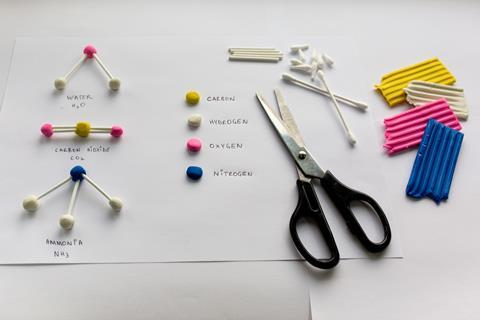 WATER
H₂O
CARBON DIOXIDE
CO₂
AMMONIA
NH₃
CARBON
HYDROGEN
OXYGEN
NITROGEN